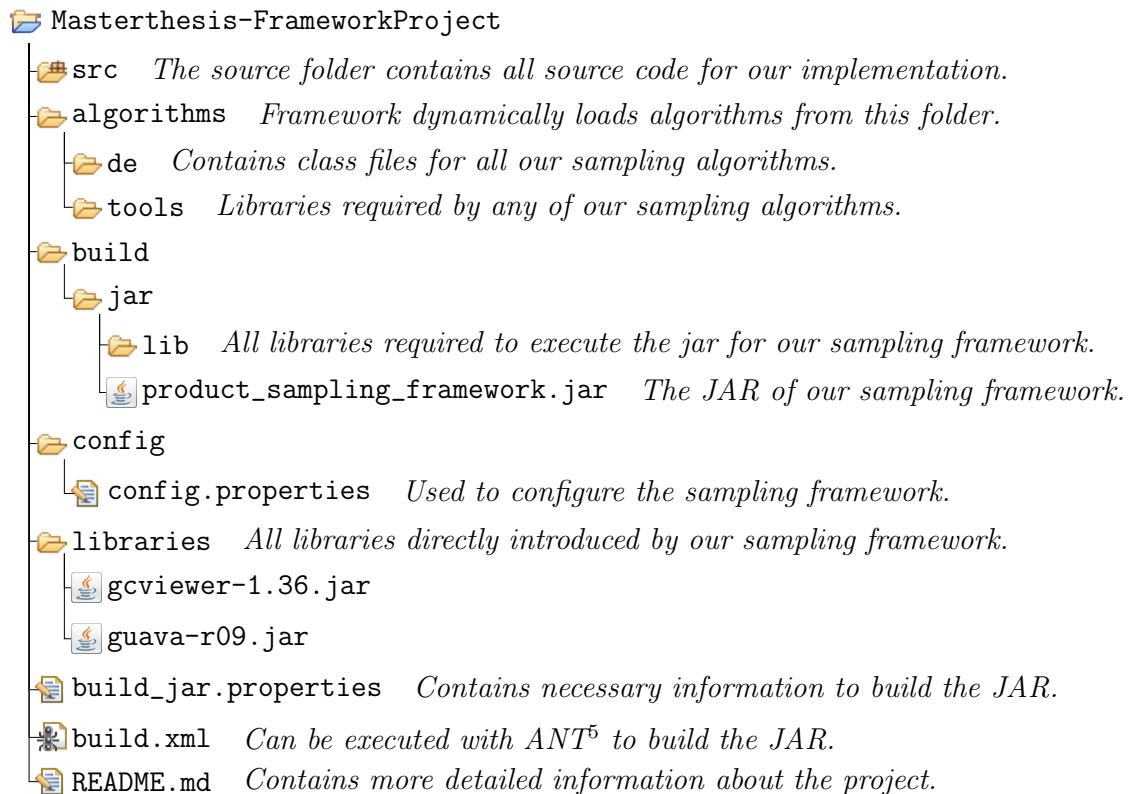 Masterthesis-FrameworkProject
src The source folder contains all source code for our implementation.
algorithms Framework dynamically loads algorithms from this folder.
de Contains class files for all our sampling algorithms.
tools Libraries required by any of our sampling algorithms.
build
jar
lib All libraries required to execute the jar for our sampling framework.
product_sampling_framework.jar The JAR of our sampling framework.
config
config.properties Used to configure the sampling framework.
libraries All libraries directly introduced by our sampling framework.
gcviewer-1.36.jar
guava-r09.jar
build_jar.properties Contains necessary information to build the JAR.
build.xml Can be executed with ANT⁵ to build the JAR.
README.md Contains more detailed information about the project.